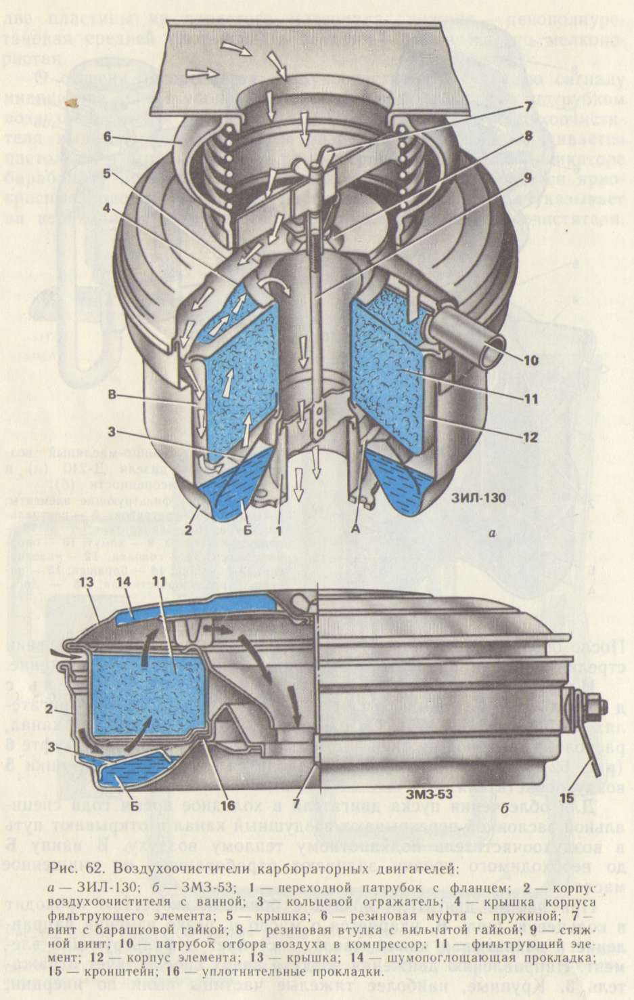 7
6
8
5
9
4
10
В
11
3
12
ЗИЛ-130
2 Б 1 А
а
13 14 11
2
3
ЗМЗ-53
Б 16 7 б 15
Рис. 62. Воздухоочистители карбюраторных двигателей:
а — ЗИЛ-130; б — ЗМЗ-53; 1 — переходной патрубок с фланцем; 2 — корпус
воздухоочистителя с ванной; 3 — кольцевой отражатель; 4 — крышка корпуса
фильтрующего элемента; 5 — крышка; 6 — резиновая муфта с пружиной; 7 —
винт с барашковой гайкой; 8 — резиновая втулка с вильчатой гайкой; 9 — стяж-
ной винт; 10 — патрубок отбора воздуха в компрессор; 11 — фильтрующий эле
мент; 12 — корпус элемента; 13 — крышка; 14 — шумопоглощающая прокладка;
15 — кронштейн; 16 — уплотнительные прокладки.